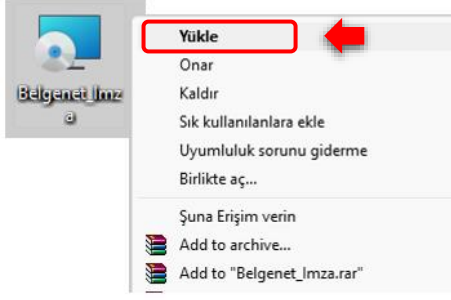 Belgenet_Imz
a
Yükle
Onar
Kaldır
Sık kullanılanlara ekle
Uyumluluk sorunu giderme
Birlikte aç...
Şuna Erişim verin
Add to archive...
Add to "Belgenet_Imza.rar"